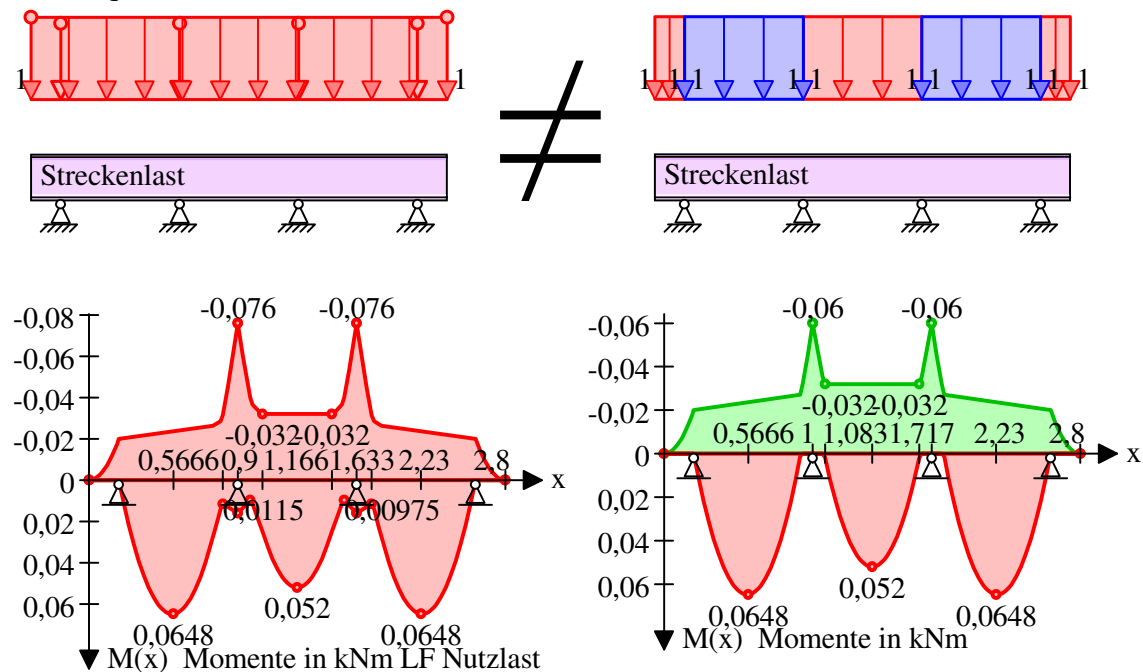 1 1 1 1 1 1 1 1 1 1 1 1
Streckenlast Streckenlast
-0,08 -0,076 -0,076 -0,06 -0,06 -0,06
-0,06
-0,04 -0,04
-0,032 -0,032 -0,032 -0,032
-0,02 -0,02
0,5666 0,9 1,166 1,633 2,23 2,8 0,5666 1 1,083 1,717 2,23 2,8
0 x 0 x
0,0115 0,00975
0,02 0,02
0,04 0,04
0,06 0,052 0,06 0,052
0,0648 0,0648 0,0648 0,0648
M(x) Momente in kNm LF Nutzlast M(x) Momente in kNm